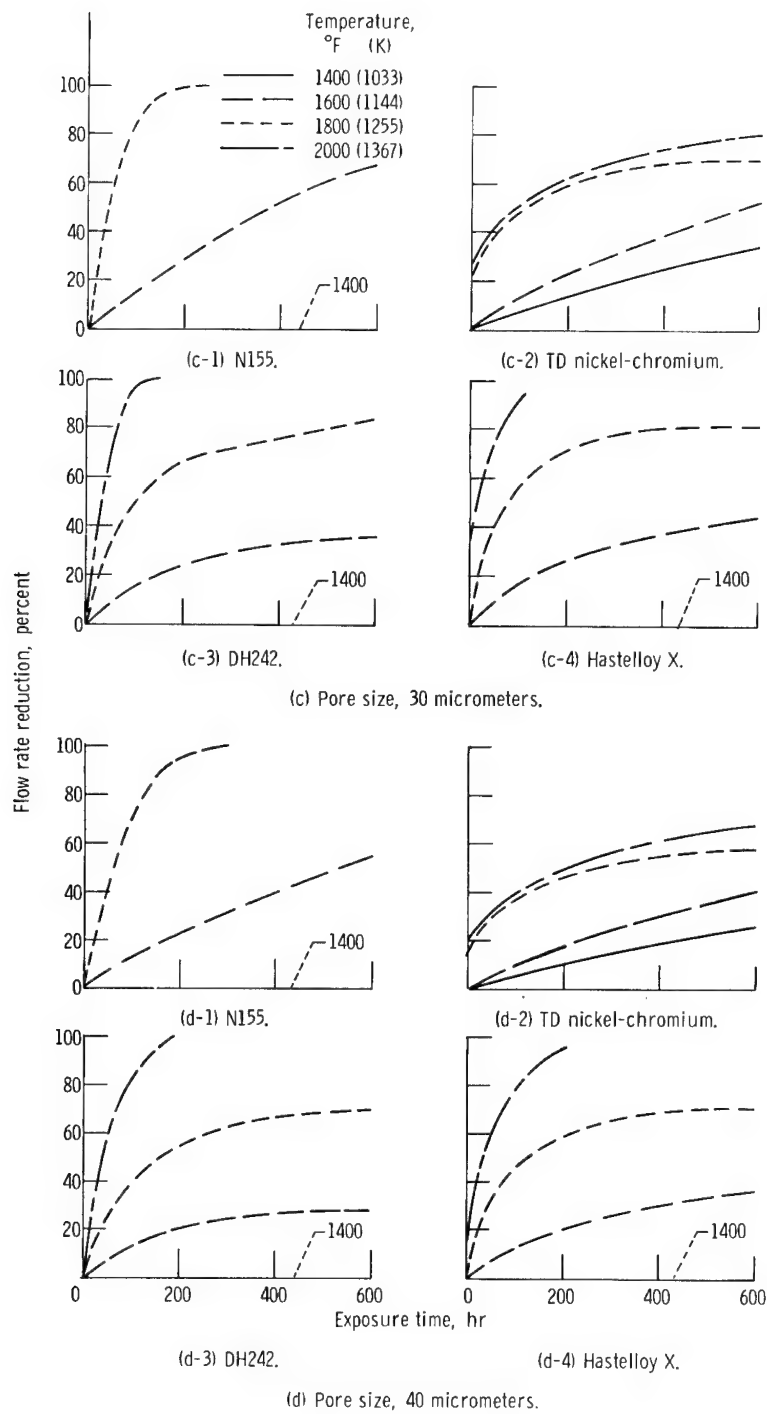 Temperature,
°F (K)
1400 (1033)
1600 (1144)
1800 (1255)
2000 (1367)
100
80
60
40
20
0
1400
(c-1) N155.
(c-2) TD nickel-chromium.
100
80
60
40
20
0
1400
1400
(c-3) DH242.
(c-4) Hastelloy X.
(c) Pore size, 30 micrometers.
Flow rate reduction, percent
100
80
60
40
20
0
1400
(d-1) N155.
(d-2) TD nickel-chromium.
100
80
60
40
20
1400
1400
0 200 400 600
0 200 400 600
Exposure time, hr
(d-3) DH242.
(d-4) Hastelloy X.
(d) Pore size, 40 micrometers.